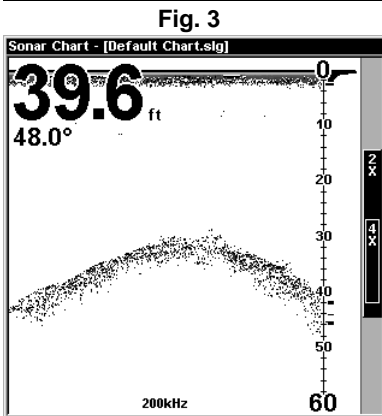 Fig. 3
Sonar Chart - [Default Chart.slg]
39.6 ft
48.0°
0
10
20
30
40
50
60
2X
4X
200kHz